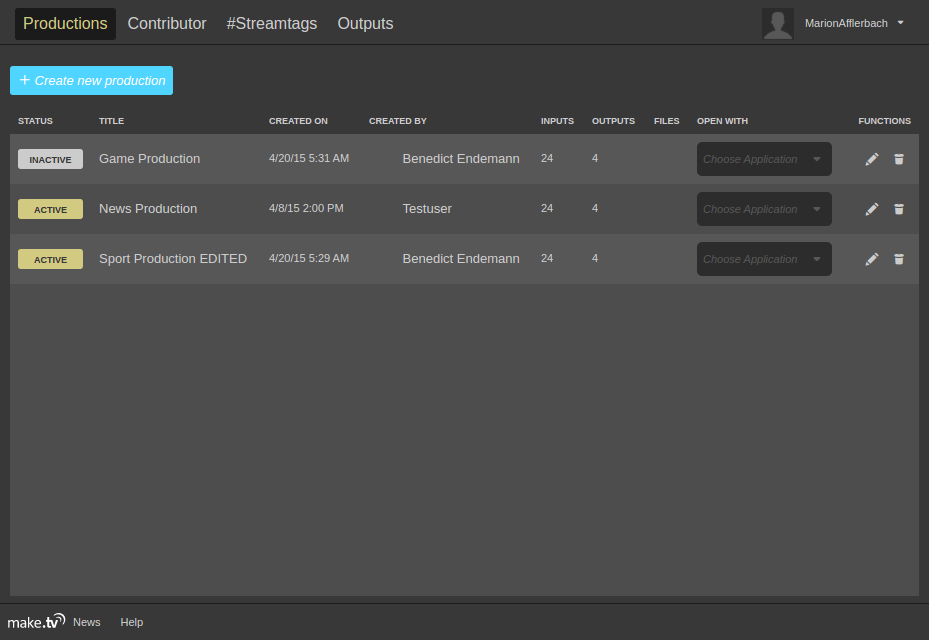 Productions Contributor #Streamtags Outputs MarionAfflerbach
+ Create new production
STATUS TITLE CREATED ON CREATED BY INPUTS OUTPUTS FILES OPEN WITH FUNCTIONS
INACTIVE Game Production 4/20/15 5:31 AM Benedict Endemann 24 4 Choose Application
ACTIVE News Production 4/8/15 2:00 PM Testuser 24 4 Choose Application
ACTIVE Sport Production EDITED 4/20/15 5:29 AM Benedict Endemann 24 4 Choose Application
make.tv News Help